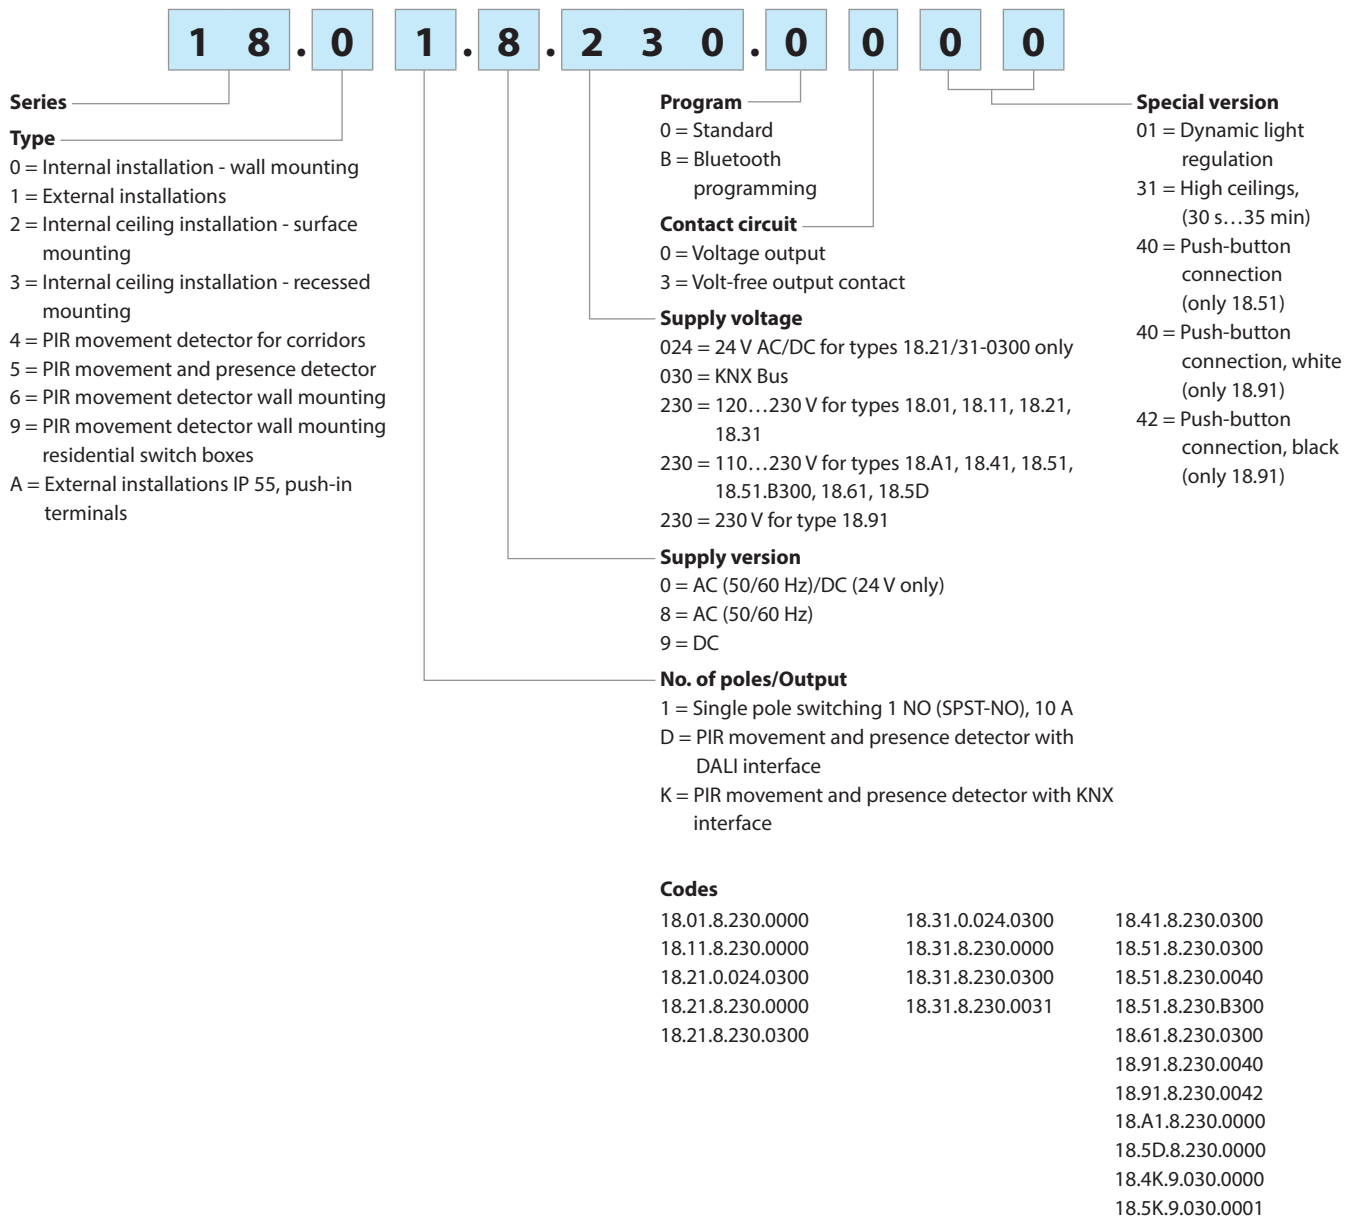 1 8 . 0 1 . 8 . 2 3 0 . 0 0 0 0
Series
Type
0 = Internal installation - wall mounting
1 = External installations
2 = Internal ceiling installation - surface
mounting
3 = Internal ceiling installation - recessed
mounting
4 = PIR movement detector for corridors
5 = PIR movement and presence detector
6 = PIR movement detector wall mounting
9 = PIR movement detector wall mounting
residential switch boxes
A = External installations IP 55, push-in
terminals
Program
0 = Standard
B = Bluetooth
programming
Contact circuit
0 = Voltage output
3 = Volt-free output contact
Supply voltage
024 = 24 V AC/DC for types 18.21/31-0300 only
030 = KNX Bus
230 = 120…230 V for types 18.01, 18.11, 18.21,
18.31
230 = 110…230 V for types 18.A1, 18.41, 18.51,
18.51.B300, 18.61, 18.5D
230 = 230 V for type 18.91
Supply version
0 = AC (50/60 Hz)/DC (24 V only)
8 = AC (50/60 Hz)
9 = DC
No. of poles/Output
1 = Single pole switching 1 NO (SPST-NO), 10 A
D = PIR movement and presence detector with
DALI interface
K = PIR movement and presence detector with KNX
interface
Special version
01 = Dynamic light
regulation
31 = High ceilings,
(30 s…35 min)
40 = Push-button
connection
(only 18.51)
40 = Push-button
connection, white
(only 18.91)
42 = Push-button
connection, black
(only 18.91)
Codes
18.01.8.230.0000
18.11.8.230.0000
18.21.0.024.0300
18.21.8.230.0000
18.21.8.230.0300
18.31.0.024.0300
18.31.8.230.0000
18.31.8.230.0300
18.31.8.230.0031
18.41.8.230.0300
18.51.8.230.0300
18.51.8.230.0040
18.51.8.230.B300
18.61.8.230.0300
18.91.8.230.0040
18.91.8.230.0042
18.A1.8.230.0000
18.5D.8.230.0000
18.4K.9.030.0000
18.5K.9.030.0001